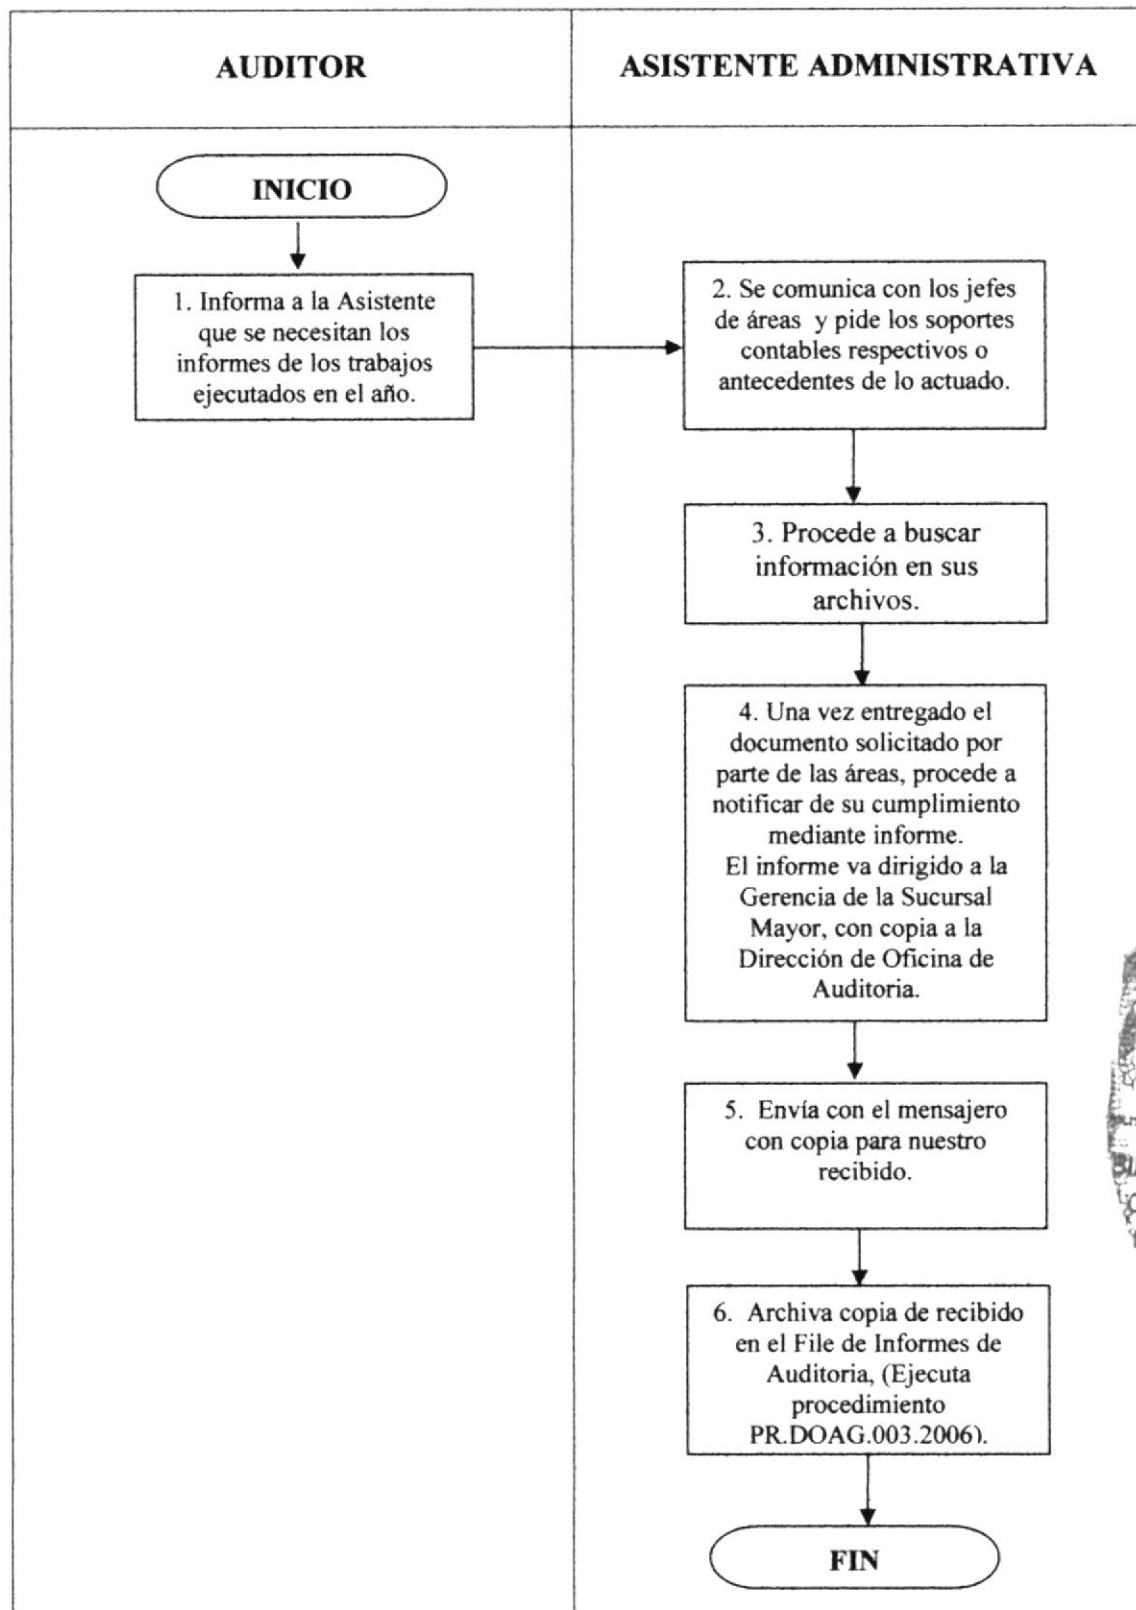 AUDITOR
ASISTENTE ADMINISTRATIVA
INICIO
1. Informa a la Asistente
que se necesitan los
informes de los trabajos
ejecutados en el año.
2. Se comunica con los jefes
de áreas y pide los soportes
contables respectivos o
antecedentes de lo actuado.
3. Procede a buscar
información en sus
archivos.
4. Una vez entregado el
documento solicitado por
parte de las áreas, procede a
notificar de su cumplimiento
mediante informe.
El informe va dirigido a la
Gerencia de la Sucursal
Mayor, con copia a la
Dirección de Oficina de
Auditoria.
5. Envía con el mensajero
con copia para nuestro
recibido.
6. Archiva copia de recibido
en el File de Informes de
Auditoria, (Ejecuta
procedimiento
PR.DOAG.003.2006).
FIN